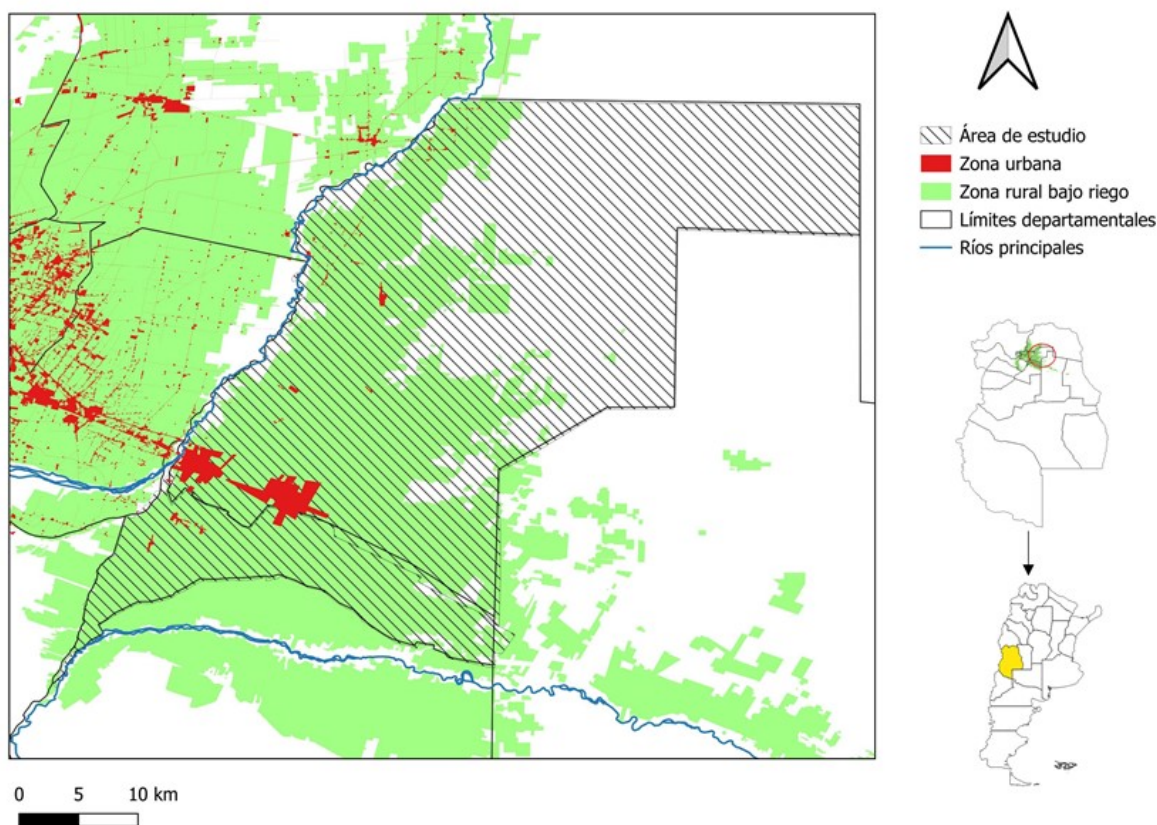 Área de estudio
Zona urbana
Zona rural bajo riego
Límites departamentales
Ríos principales
0 5 10 km